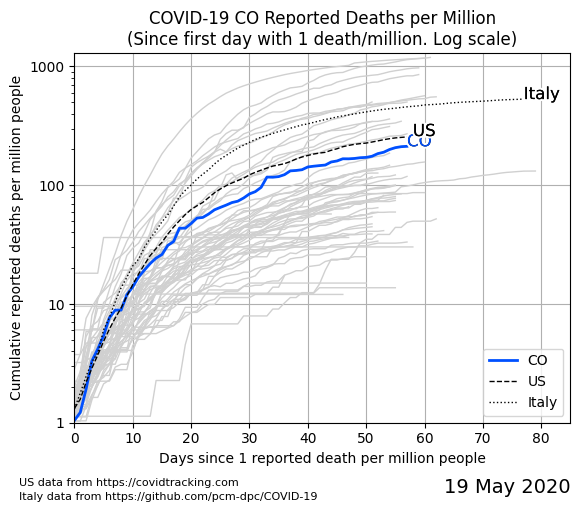 COVID-19 CO Reported Deaths per Million
(Since first day with 1 death/million. Log scale)
Cumulative reported deaths per million people
1000
100
10
1
Italy
US
CO
CO
US
Italy
0 10 20 30 40 50 60 70 80
Days since 1 reported death per million people
US data from https://covidtracking.com
Italy data from https://github.com/pcm-dpc/COVID-19
19 May 2020